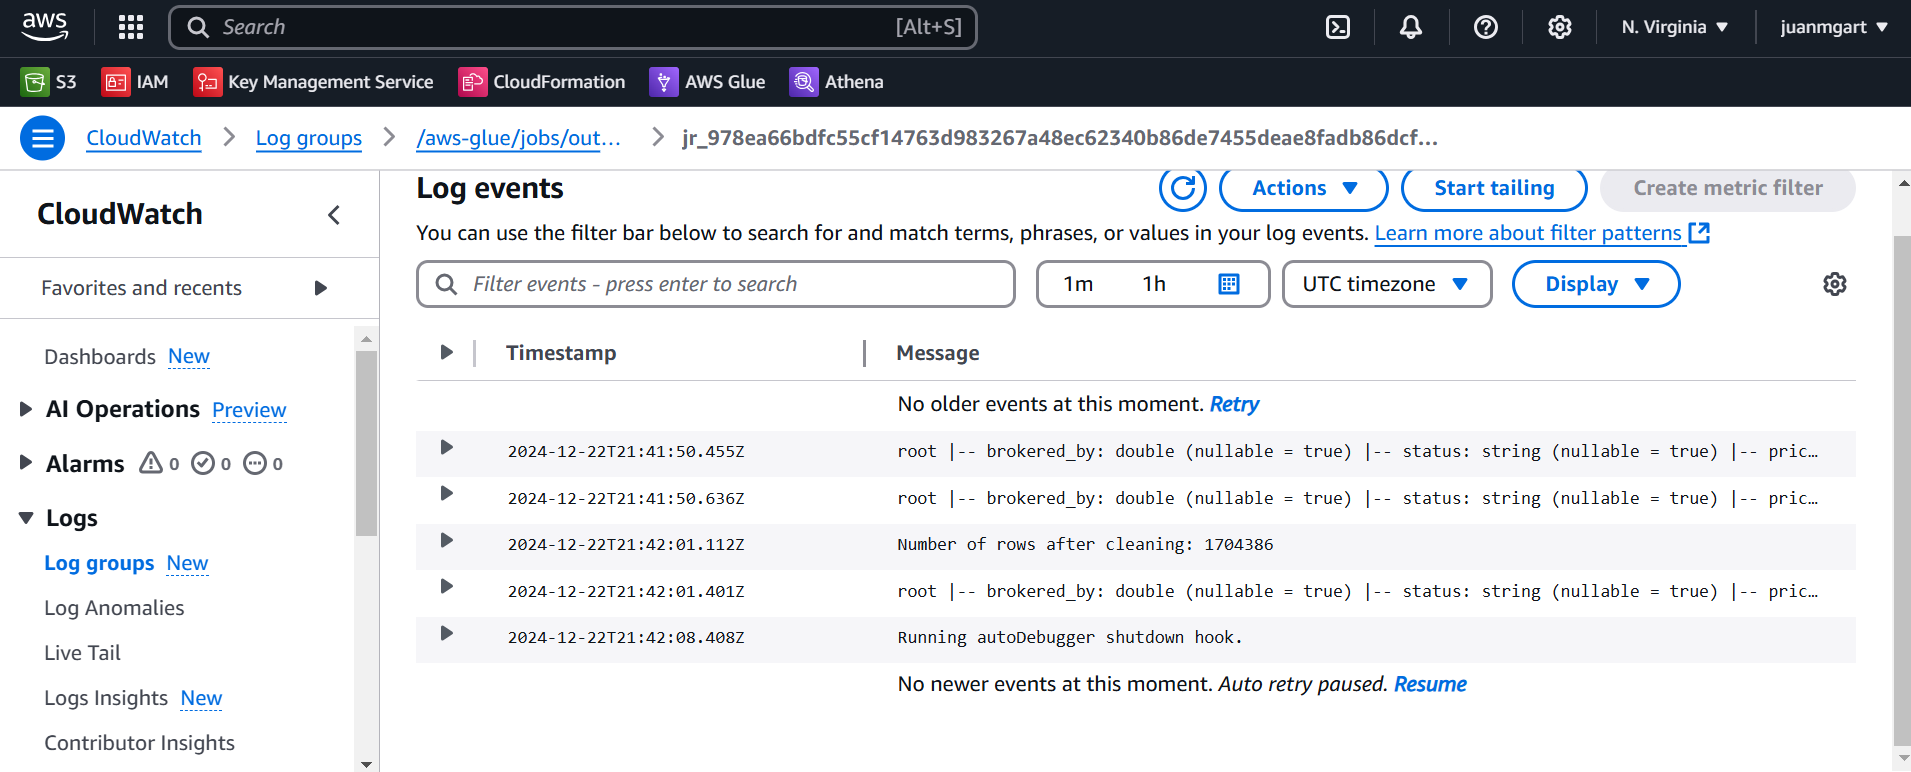 aws
Search [Alt+S]
N. Virginia
juanmgart
S3
IAM
Key Management Service
CloudFormation
AWS Glue
Athena
CloudWatch
Log groups
/aws-glue/jobs/out...
jr_978ea66bdfc55cf14763d983267a48ec62340b86de7455deae8fadb86dcf...
CloudWatch
Favorites and recents
Dashboards New
AI Operations Preview
Alarms 0 0 0
Logs
Log groups New
Log Anomalies
Live Tail
Logs Insights New
Contributor Insights
Log events
Actions
Start tailing
Create metric filter
You can use the filter bar below to search for and match terms, phrases, or values in your log events. Learn more about filter patterns
Filter events - press enter to search
1m 1h
UTC timezone
Display
Timestamp Message
No older events at this moment. Retry
2024-12-22T21:41:50.455Z root |-- brokered_by: double (nullable = true) |-- status: string (nullable = true) |-- pric...
2024-12-22T21:41:50.636Z root |-- brokered_by: double (nullable = true) |-- status: string (nullable = true) |-- pric...
2024-12-22T21:42:01.112Z Number of rows after cleaning: 1704386
2024-12-22T21:42:01.401Z root |-- brokered_by: double (nullable = true) |-- status: string (nullable = true) |-- pric...
2024-12-22T21:42:08.408Z Running autoDebugger shutdown hook.
No newer events at this moment. Auto retry paused. Resume